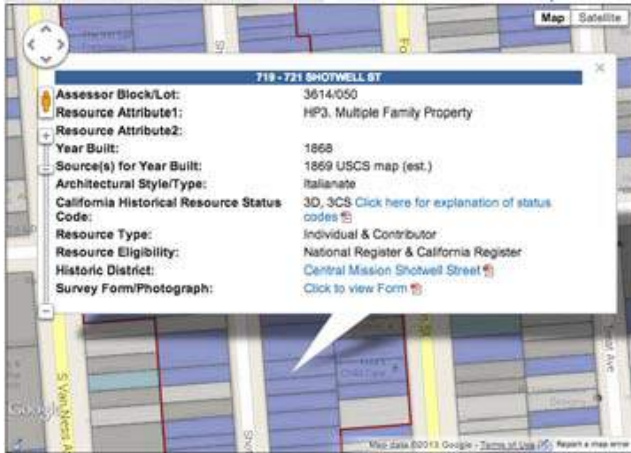 Map Satellite
719 - 721 SHOTWELL ST
Assessor Block/Lot: 3614/050
Resource Attribute1: HP3. Multiple Family Property
Resource Attribute2:
Year Built: 1868
Source(s) for Year Built: 1869 USCS map (est.)
Architectural Style/Type: Italianate
California Historical Resource Status Code: 3D, 3CS Click here for explanation of status codes
Resource Type: Individual & Contributor
Resource Eligibility: National Register & California Register
Historic District: Central Mission Shotwell Street
Survey Form/Photograph: Click to view Form
S Van Ness A
Sho
Google
Map data ©2013 Google - Terms of Use Report a map error